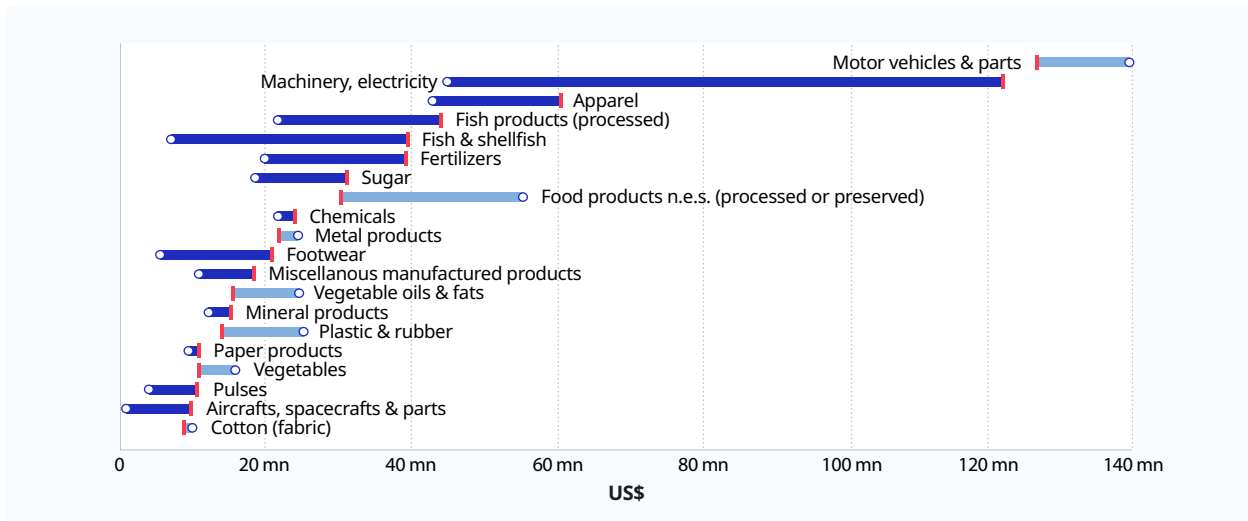 Motor vehicles & parts
Machinery, electricity
Apparel
Fish products (processed)
Fish & shellfish
Fertilizers
Sugar
Food products n.e.s. (processed or preserved)
Chemicals
Metal products
Footwear
Miscellanous manufactured products
Vegetable oils & fats
Mineral products
Plastic & rubber
Paper products
Vegetables
Pulses
Aircrafts, spacecrafts & parts
Cotton (fabric)
0 20 mn 40 mn 60 mn 80 mn 100 mn 120 mn 140 mn
US$